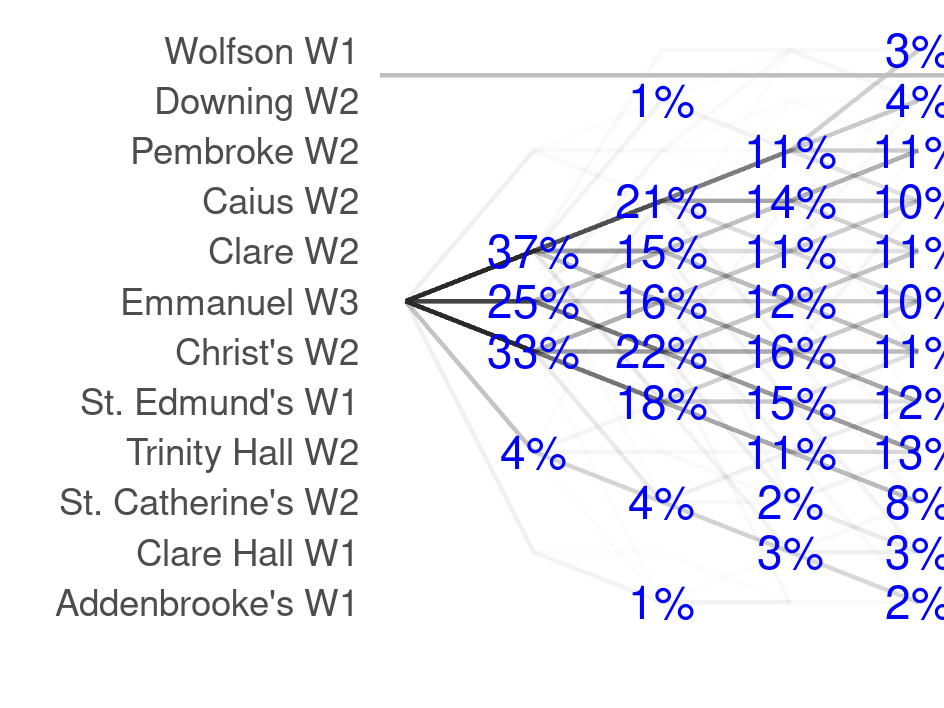 Wolfson W1 3%
Downing W2 1% 4%
Pembroke W2 11% 11%
Caius W2 21% 14% 10%
Clare W2 37% 15% 11% 11%
Emmanuel W3 25% 16% 12% 10%
Christ's W2 33% 22% 16% 11%
St. Edmund's W1 18% 15% 12%
Trinity Hall W2 4% 11% 13%
St. Catherine's W2 4% 2% 8%
Clare Hall W1 3% 3%
Addenbrooke's W1 1% 2%